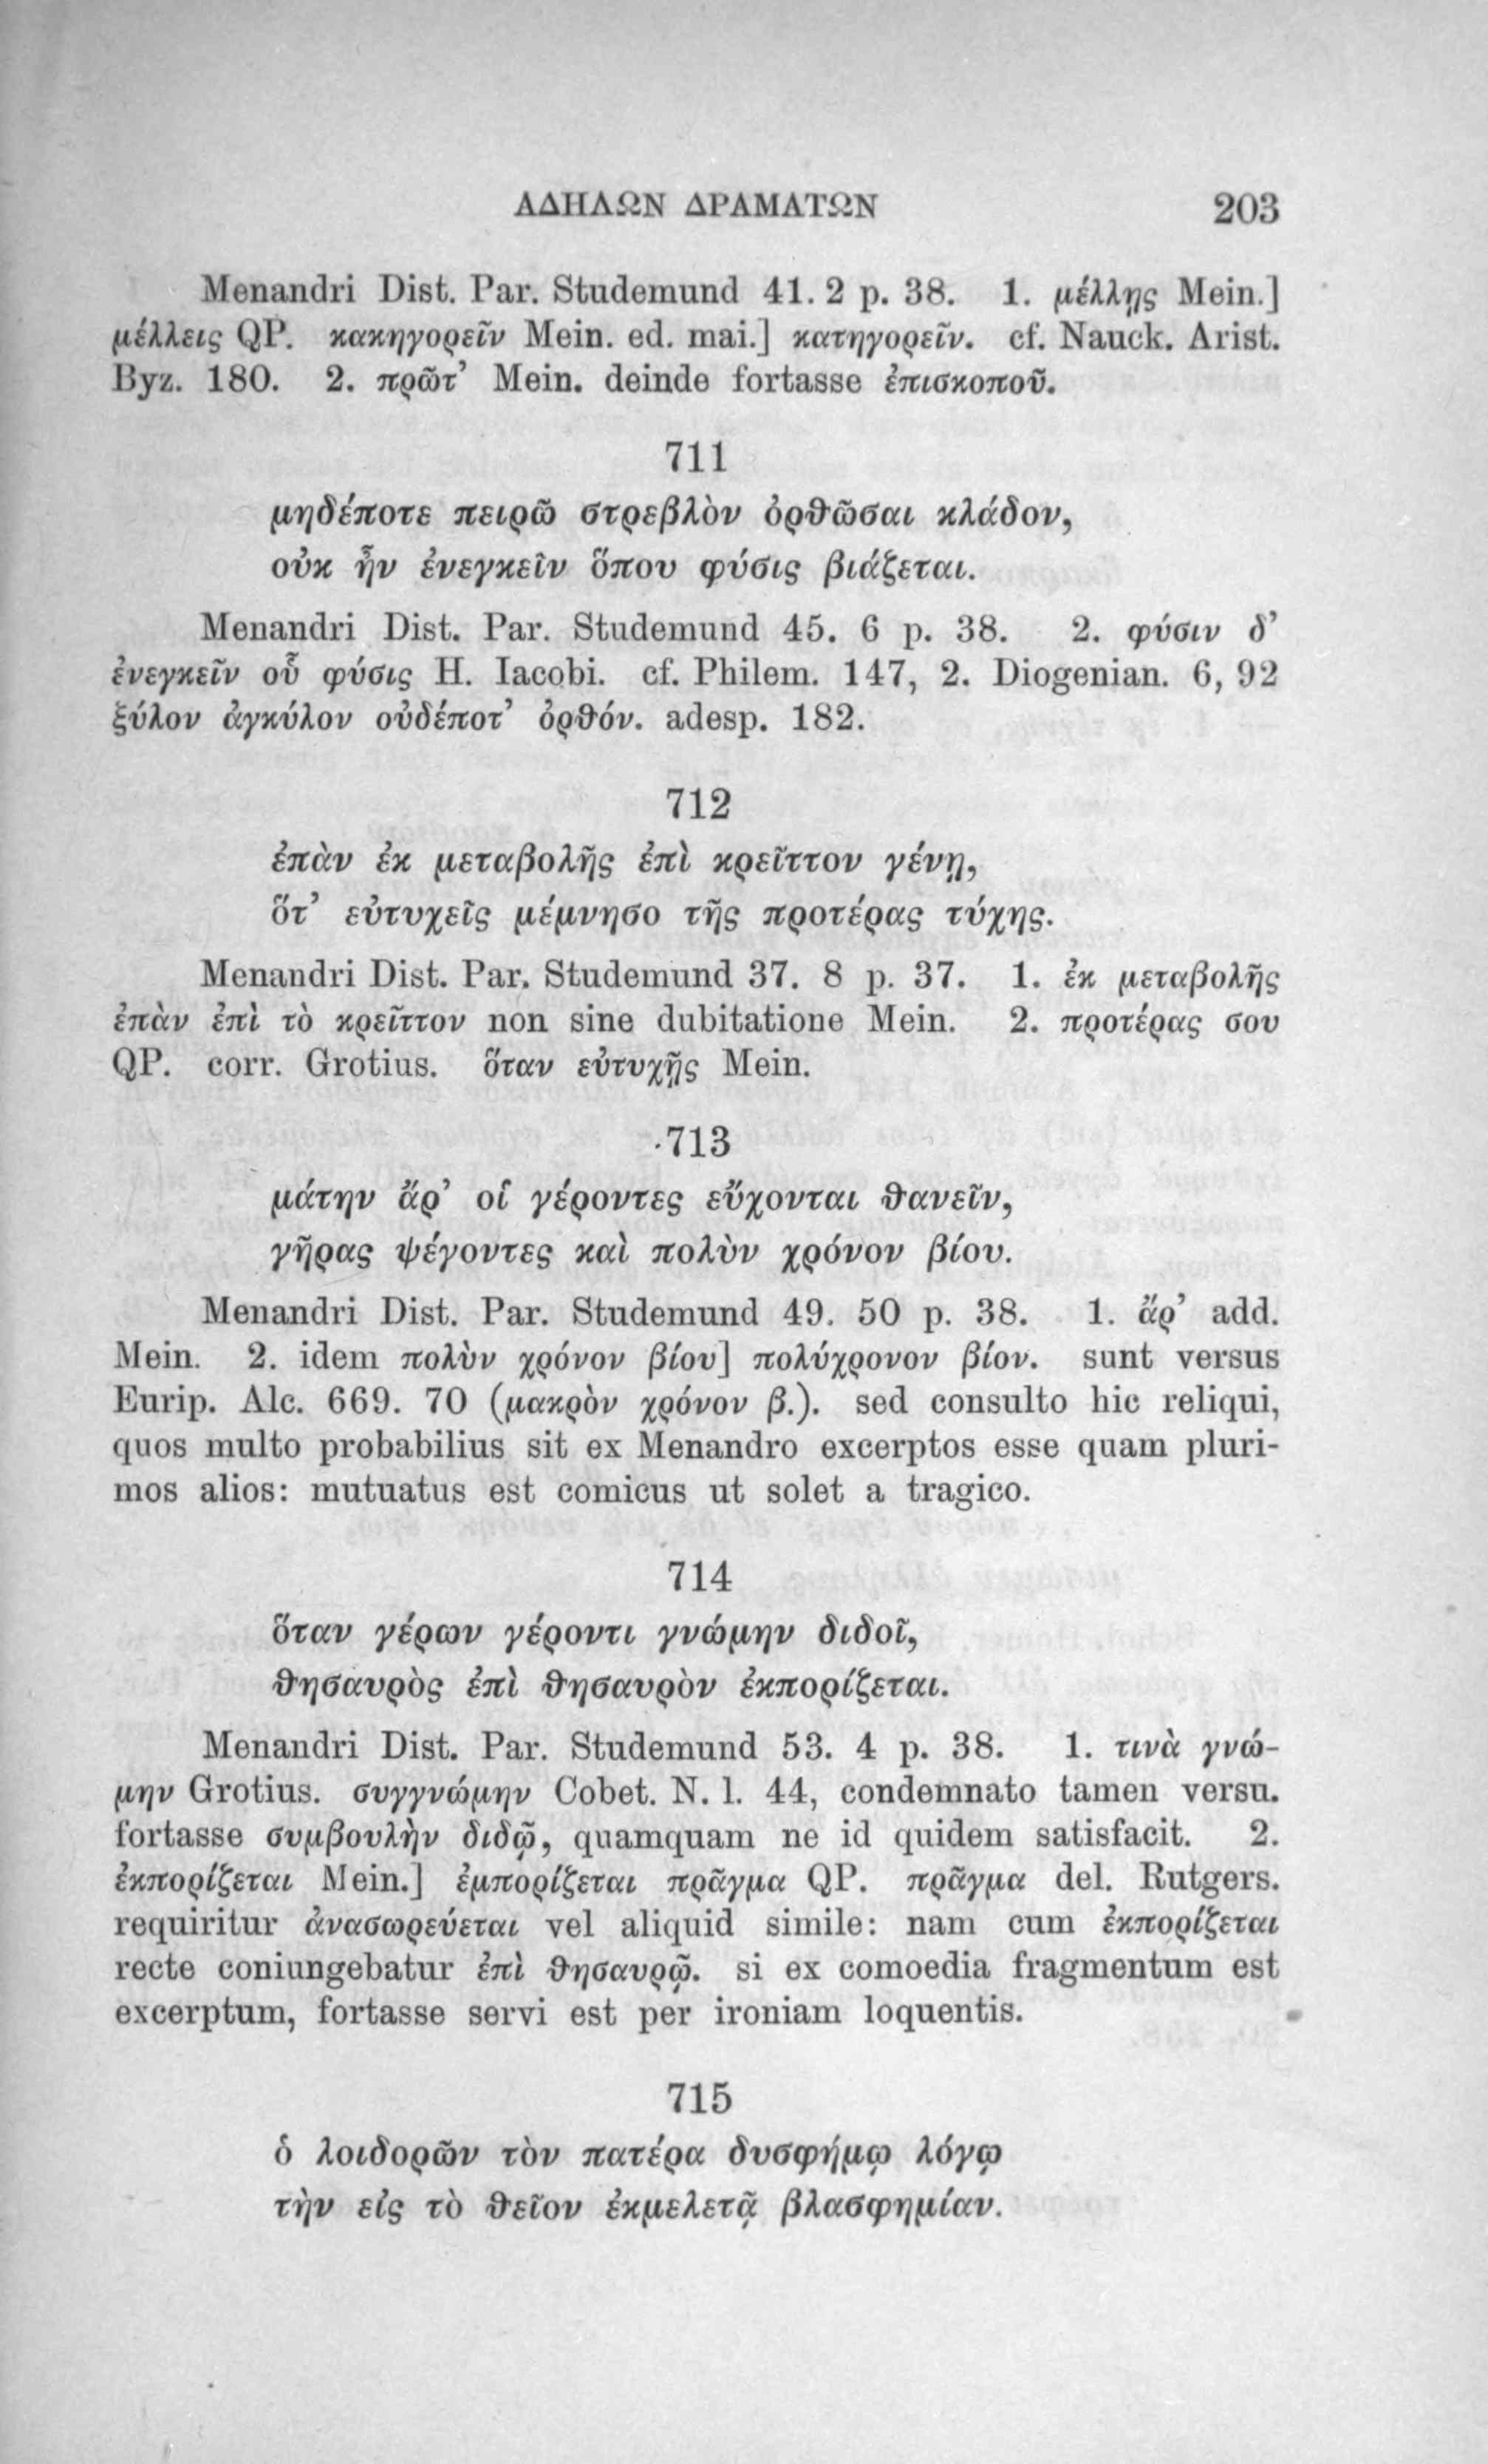 ΑΔΗΛΩΝ ΔΡΑΜΑΤΩΝ 203
Menandri Dist. Par. Studemund 41. 2 p. 38. 1. μέλλῃς Mein.]
μέλλεις QP. κακηγορεῖν Mein. ed. mai.] κατηγορεῖν. cf. Nauck. Arist.
Byz. 180. 2. πρῶτ’ Mein. deinde fortasse ἐπισκοποῦ.
711
μηδέποτε πειρῶ στρεβλὸν ὀρθῶσαι κλάδον,
οὐκ ἦν ἐνεγκεῖν ὅπου φύσις βιάζεται.
Menandri Dist. Par. Studemund 45. 6 p. 38. 2. φύσιν δ’
ἐνεγκεῖν οὗ φύσις H. Iacobi. cf. Philem. 147, 2. Diogenian. 6, 92
ξύλον ἀγκύλον οὐδέποτ’ ὀρθόν. adesp. 182.
712
ἐπὰν ἐκ μεταβολῆς ἐπὶ κρεῖττον γένῃ,
ὅτ’ εὐτυχεῖς μέμνησο τῆς προτέρας τύχης.
Menandri Dist. Par. Studemund 37. 8 p. 37. 1. ἐκ μεταβολῆς
ἐπὰν ἐπὶ τὸ κρεῖττον non sine dubitatione Mein. 2. προτέρας σου
QP. corr. Grotius. ὅταν εὐτυχῇς Mein.
713
μάτην ἄρ’ οἱ γέροντες εὔχονται θανεῖν,
γῆρας ψέγοντες καὶ πολὺν χρόνον βίου.
Menandri Dist. Par. Studemund 49. 50 p. 38. 1. ἄρ’ add.
Mein. 2. idem πολὺν χρόνον βίου] πολύχρονον βίον. sunt versus
Eurip. Alc. 669. 70 (μακρὸν χρόνον β.). sed consulto hic reliqui,
quos multo probabilius sit ex Menandro excerptos esse quam pluri-
mos alios: mutuatus est comicus ut solet a tragico.
714
ὅταν γέρων γέροντι γνώμην διδοῖ,
θησαυρὸς ἐπὶ θησαυρὸν ἐκπορίζεται.
Menandri Dist. Par. Studemund 53. 4 p. 38. 1. τινὰ γνώ-
μην Grotius. συγγνώμην Cobet. N. l. 44, condemnato tamen versu.
fortasse συμβουλὴν διδῷ, quamquam ne id quidem satisfacit. 2.
ἐκπορίζεται Mein.] ἐμπορίζεται πρᾶγμα QP. πρᾶγμα del. Rutgers.
requiritur ἀνασωρεύεται vel aliquid simile: nam cum ἐκπορίζεται
recte coniungebatur ἐπὶ θησαυρῷ. si ex comoedia fragmentum est
excerptum, fortasse servi est per ironiam loquentis.
715
ὁ λοιδορῶν τὸν πατέρα δυσφήμῳ λόγῳ
τὴν εἰς τὸ θεῖον ἐκμελετᾷ βλασφημίαν.